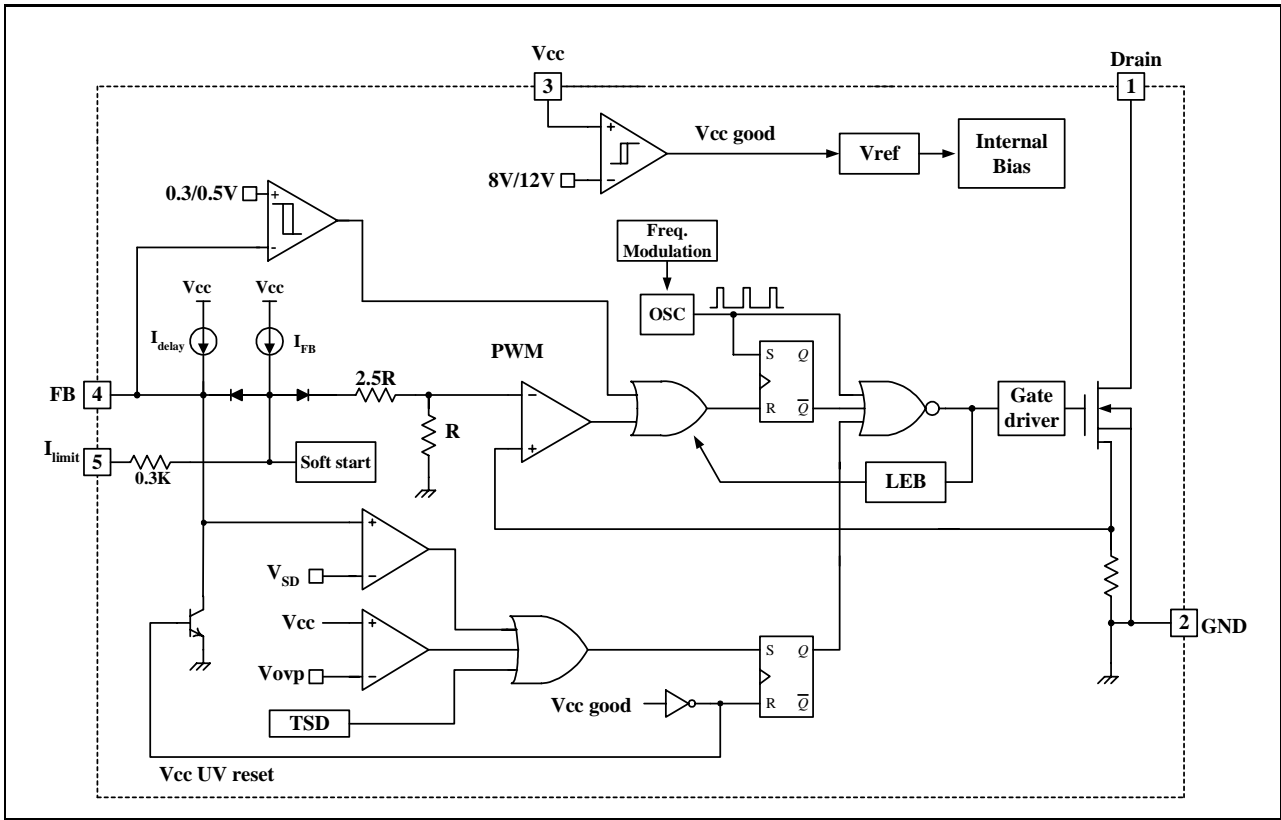 Vcc
Drain
3
1
+
Vcc good
Vref
Internal
Bias
8V/12V
−
0.3/0.5V
+
-
Freq.
Modulation
Vcc
Vcc
OSC
Idelay
IFB
PWM
S
Q
R
Q
FB
4
2.5R
−
+
R
Gate
driver
Ilimit
5
0.3K
Soft start
LEB
+
VSD
−
Vcc
+
Vovp
−
S
Q
R
Q
2
GND
Vcc good
TSD
Vcc UV reset